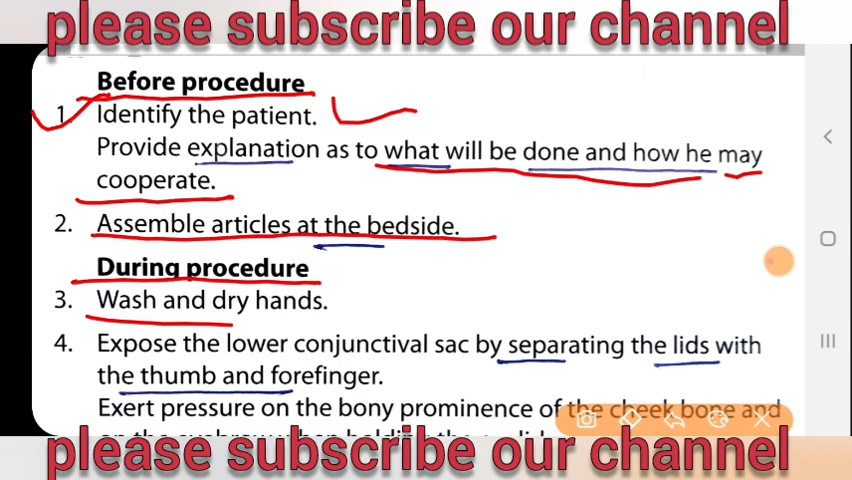 please subscribe our channel
Before procedure
1. Identify the patient.
Provide explanation as to what will be done and how he may
cooperate.
2. Assemble articles at the bedside.
During procedure
3. Wash and dry hands.
4. Expose the lower conjunctival sac by separating the lids with
the thumb and forefinger.
Exert pressure on the bony prominence of the cheek bone and
please subscribe our channel